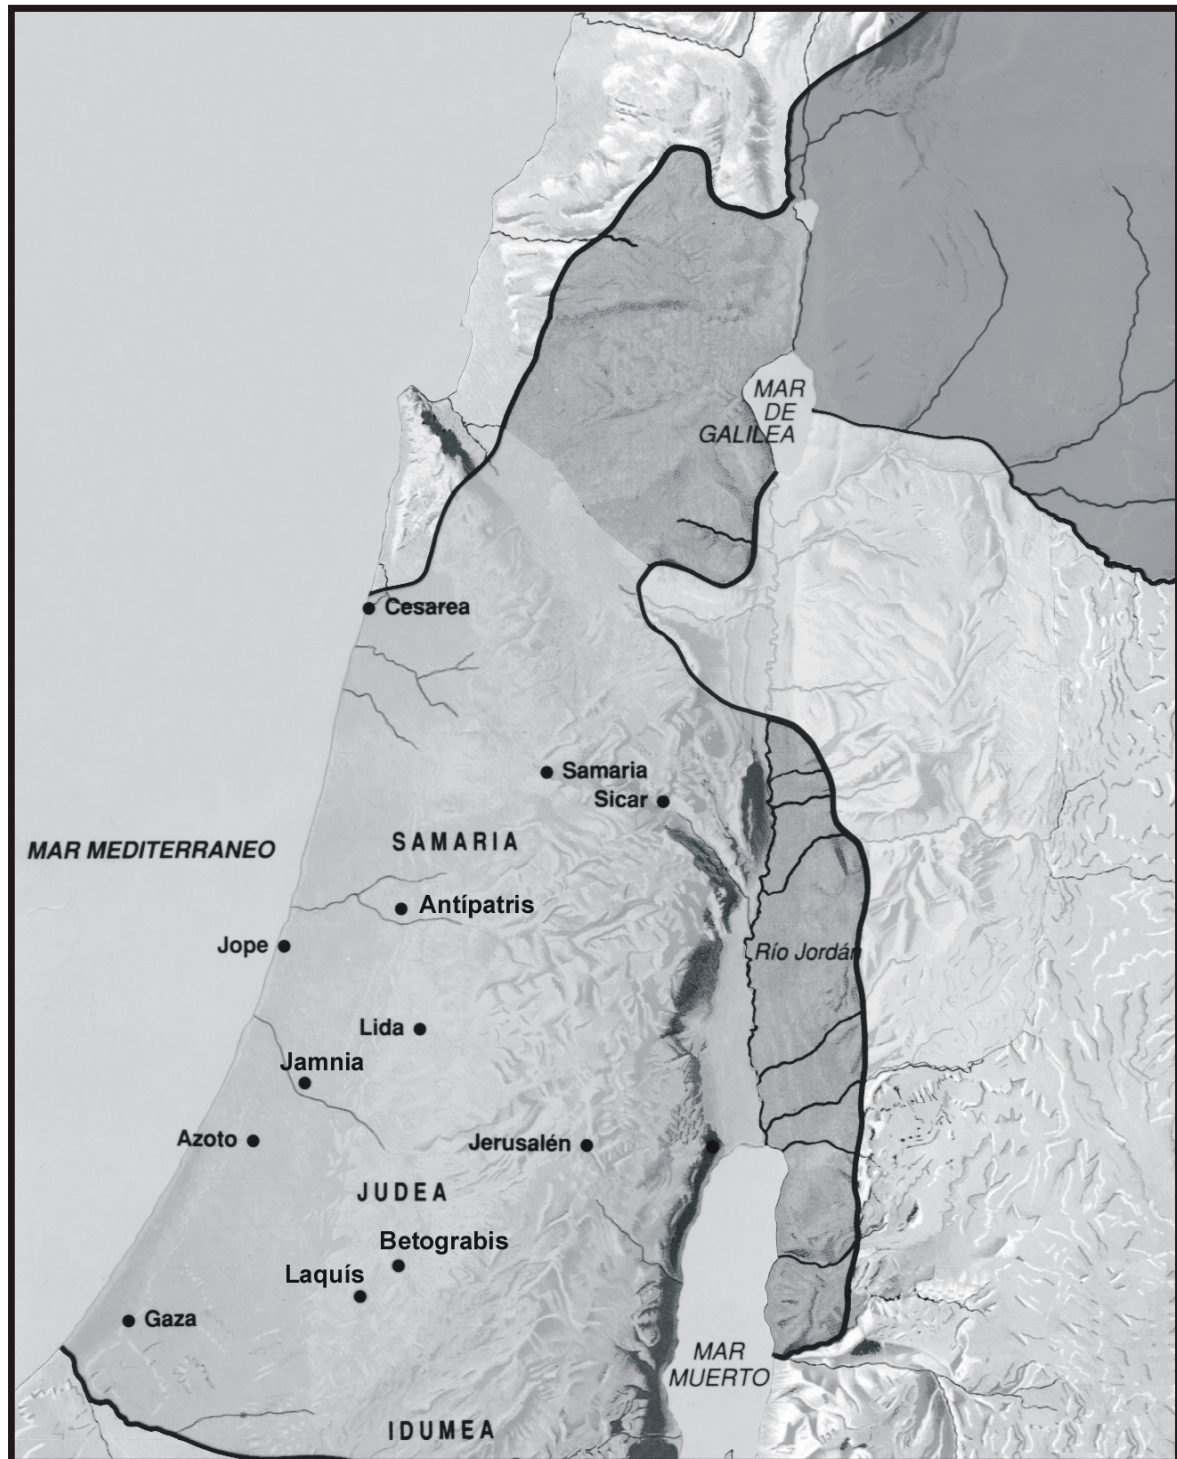 MAR
DE
GALILEA
Cesarea
Samaria
Sicar
SAMARIA
MAR MEDITERRANEO
Antípatris
Jope
Río Jordán
Lida
Jamnia
Azoto
Jerusalén
JUDEA
Betograbis
Laquís
Gaza
MAR
MUERTO
IDUMEA